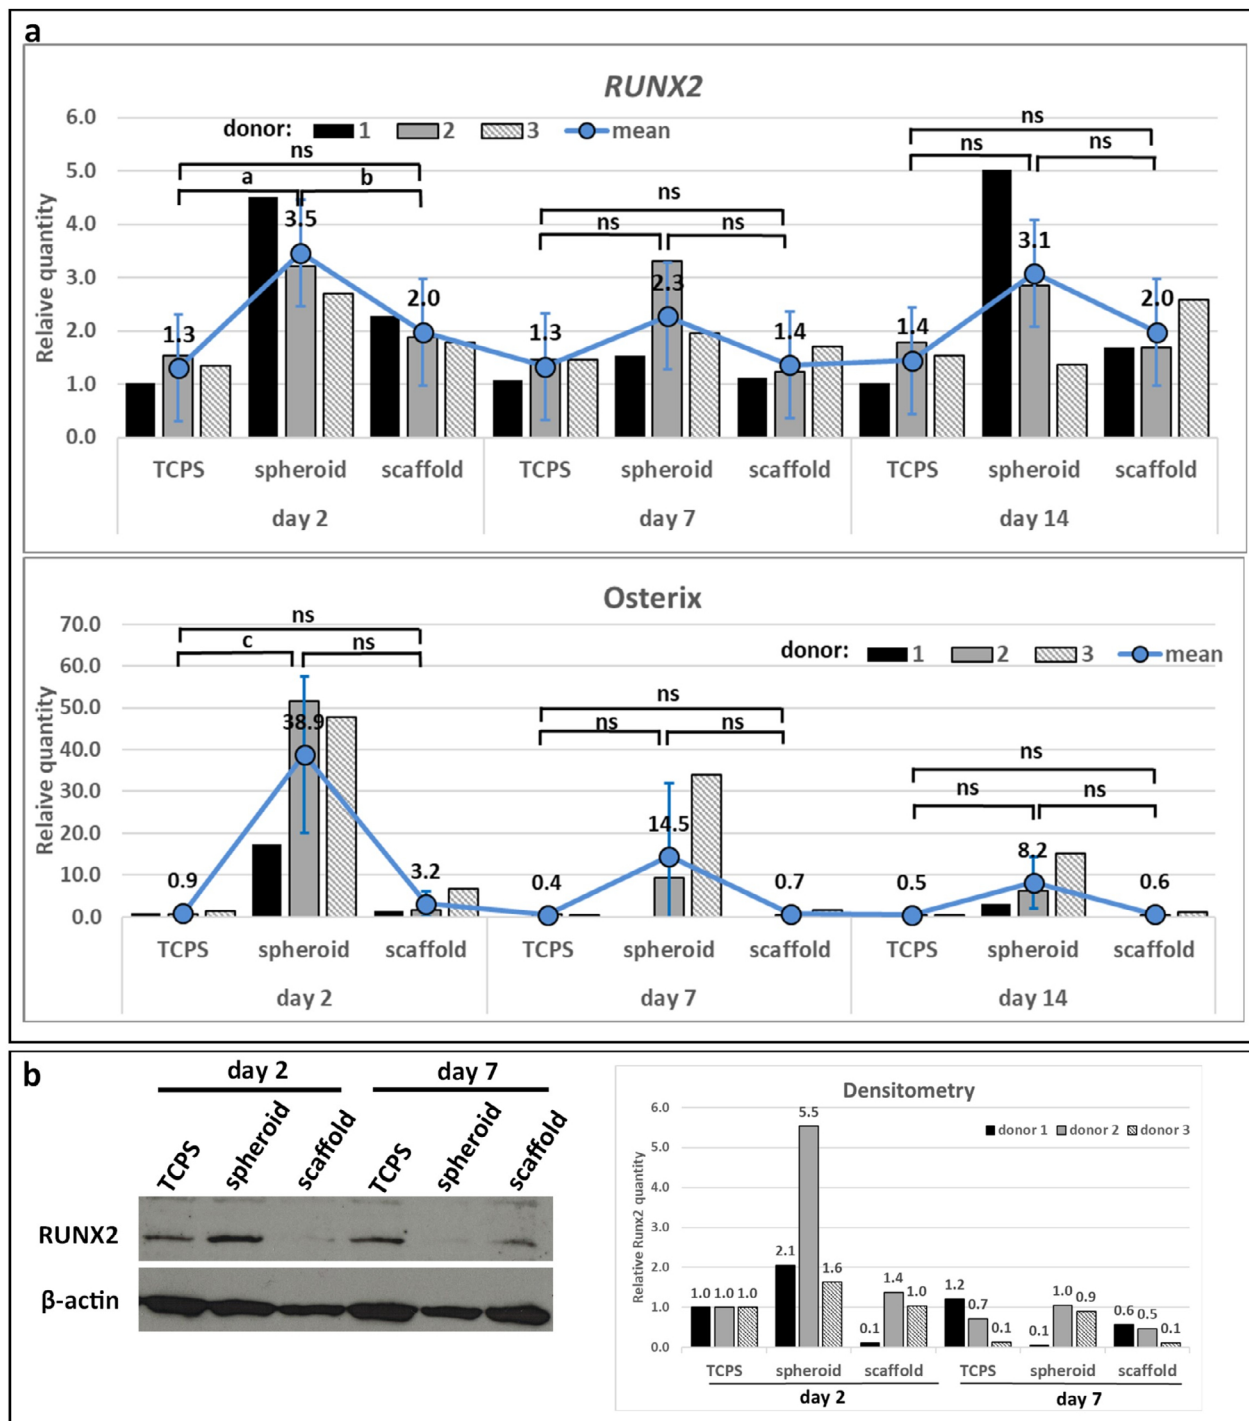 a
RUNX2
6.0
5.0
4.0
3.0
2.0
1.0
0.0
Relaive quantity
donor: 1 2 3 mean
ns
a b
3.5
1.3
2.0
ns
ns ns
1.3
2.3
1.4
ns
ns ns
1.4
3.1
2.0
TCPS spheroid scaffold TCPS spheroid scaffold TCPS spheroid scaffold
day 2 day 7 day 14
Osterix
70.0
60.0
50.0
40.0
30.0
20.0
10.0
0.0
Relaive quantity
donor: 1 2 3 mean
ns
c ns
0.9
38.9
3.2
ns
ns ns
0.4
14.5
0.7
ns
ns ns
0.5
8.2
0.6
TCPS spheroid scaffold TCPS spheroid scaffold TCPS spheroid scaffold
day 2 day 7 day 14
b
day 2 day 7
TCPS spheroid scaffold TCPS spheroid scaffold
RUNX2
β-actin
Densitometry
donor 1 donor 2 donor 3
Relative Runx2 quantity
6.0
5.0
4.0
3.0
2.0
1.0
0.0
1.0 1.0 1.0
2.1 5.5 1.6
0.1 1.4 1.0
1.2 0.7 0.1
0.1 1.0 0.9
0.6 0.5 0.1
TCPS spheroid scaffold TCPS spheroid scaffold
day 2 day 7